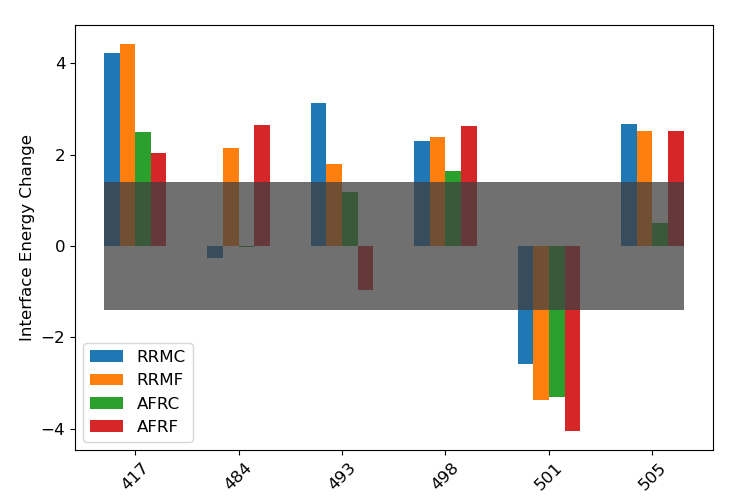 Interface Energy Change
4
2
0
−2
−4
RRMC
RRMF
AFRC
AFRF
417
484
493
498
501
505